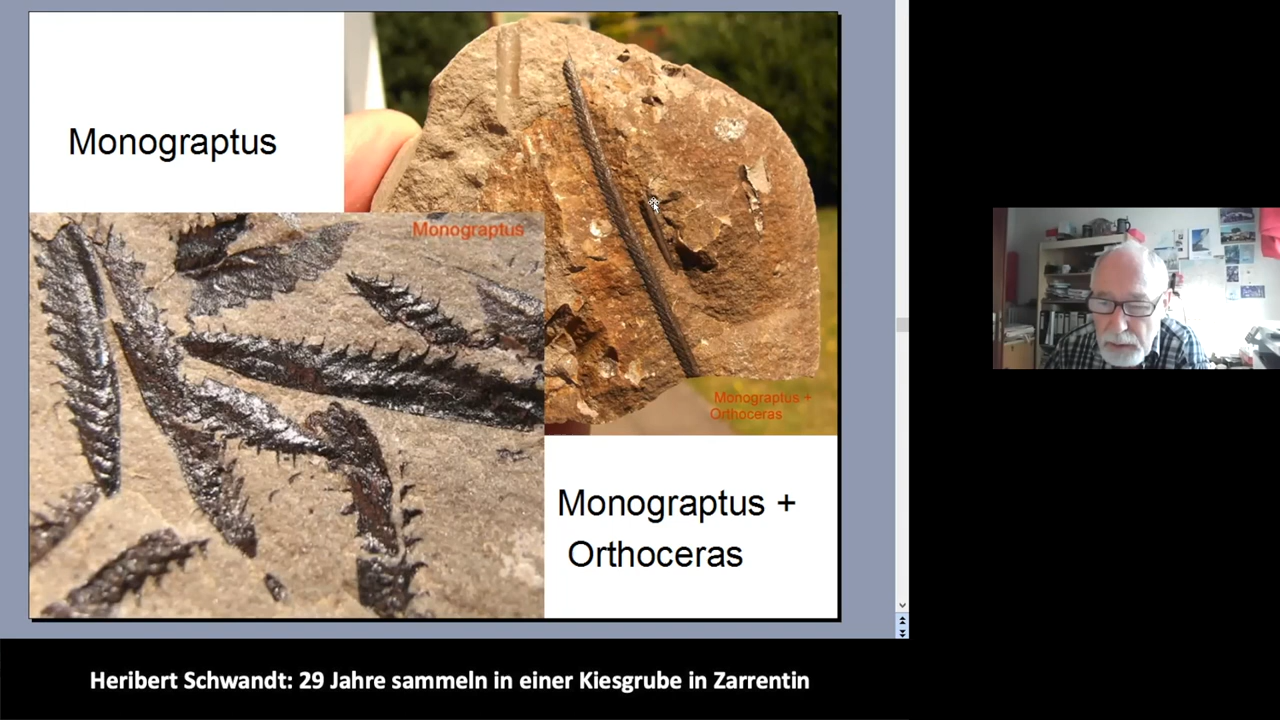 Monograptus
Monograptus
Monograptus +
Orthoceras
Monograptus +
Orthoceras
Heribert Schwandt: 29 Jahre sammeln in einer Kiesgrube in Zarrentin